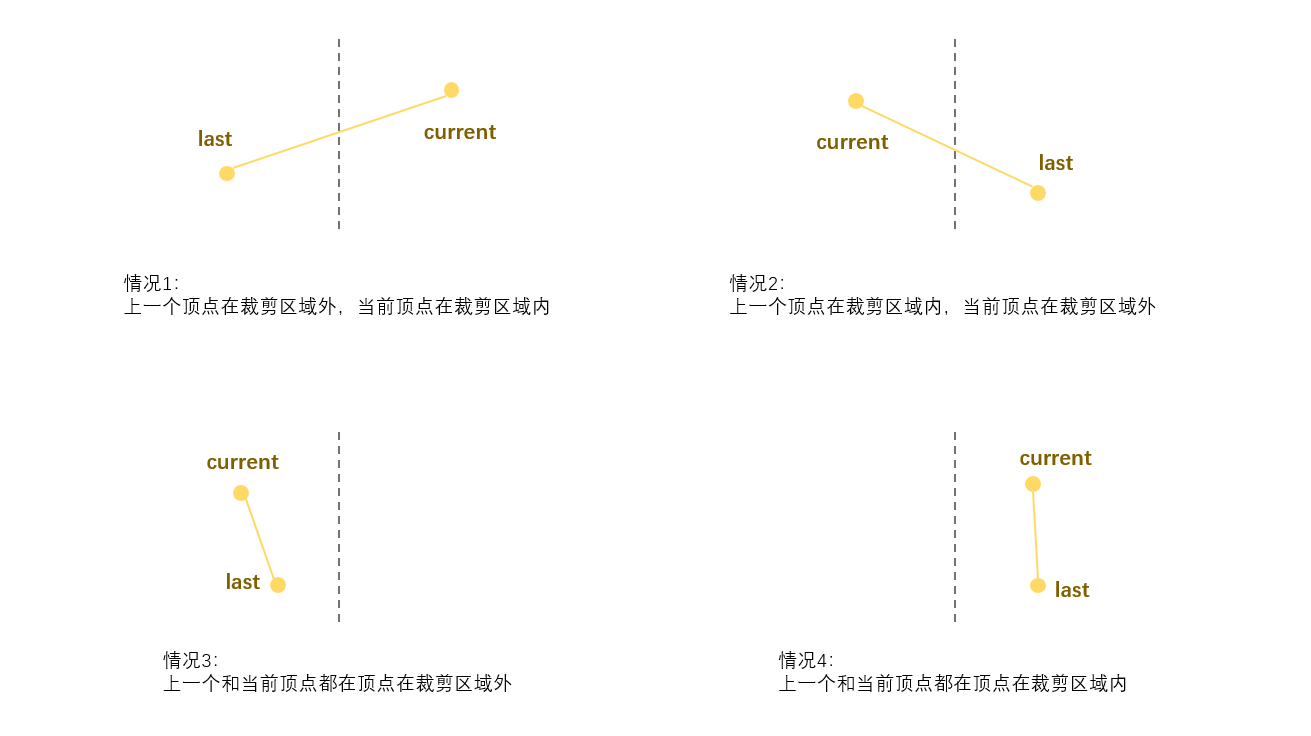 last
current
current
last
情况1：
上一个顶点在裁剪区域外，当前顶点在裁剪区域内
情况2：
上一个顶点在裁剪区域内，当前顶点在裁剪区域外
current
last
current
last
情况3：
上一个和当前顶点都在顶点在裁剪区域外
情况4：
上一个和当前顶点都在顶点在裁剪区域内